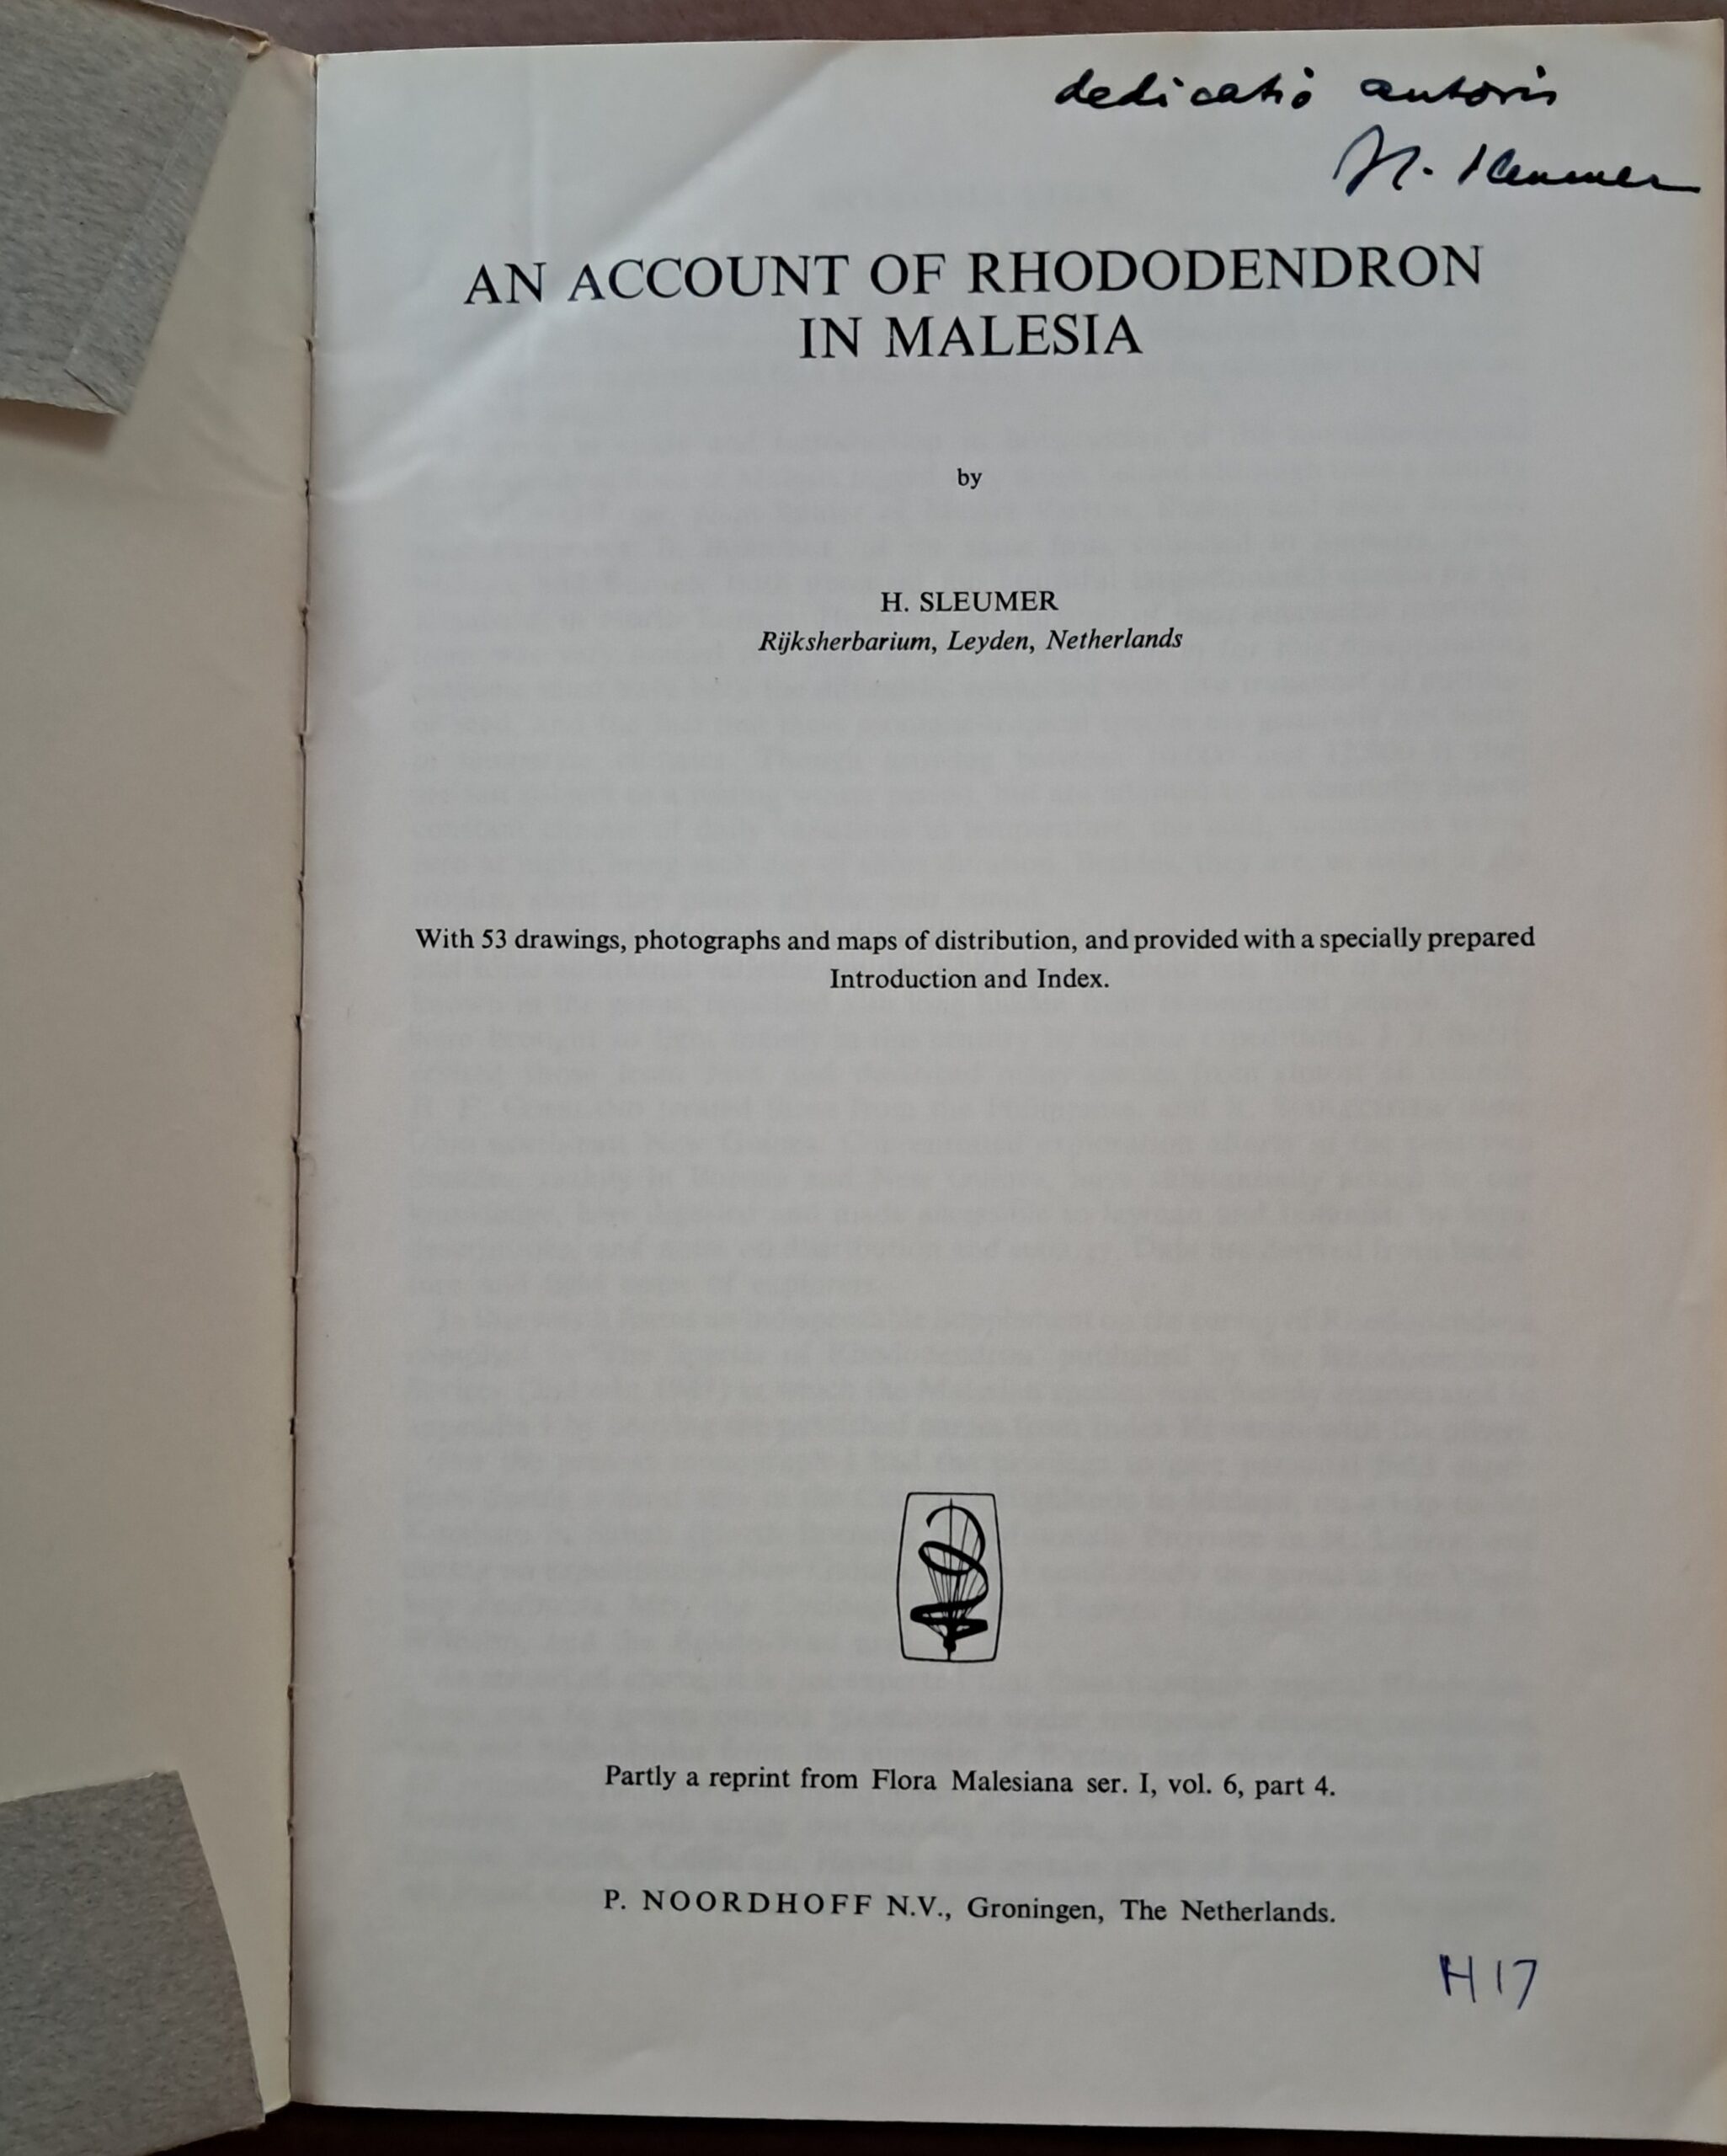 dedicatio autoris
H. Sleumer
AN ACCOUNT OF RHODODENDRON
IN MALESIA
by
H. SLEUMER
Rijksherbarium, Leyden, Netherlands
With 53 drawings, photographs and maps of distribution, and provided with a specially prepared
Introduction and Index.
Partly a reprint from Flora Malesiana ser. I, vol. 6, part 4.
P. NOORDHOFF N.V., Groningen, The Netherlands.
H 17